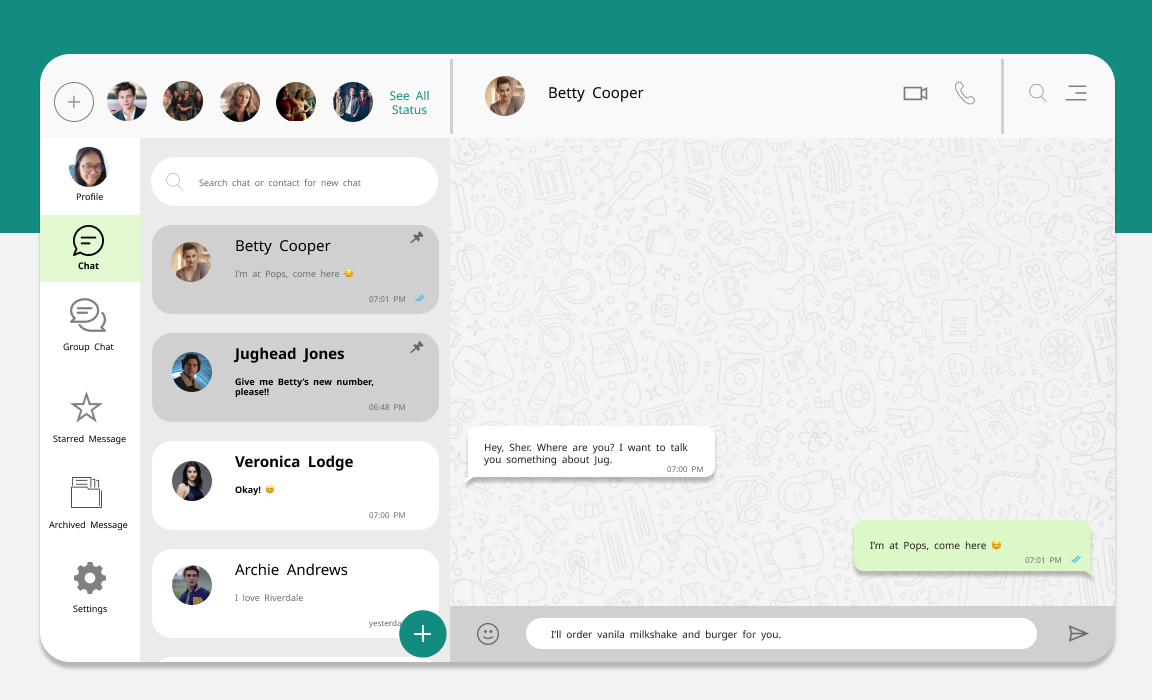 See All
Status
Betty Cooper
Profile
Chat
Group Chat
Starred Message
Archived Message
Settings
Search chat or contact for new chat
Betty Cooper
I'm at Pops, come here 😊
07:01 PM
Jughead Jones
Give me Betty's new number,
please!!
06:48 PM
Veronica Lodge
Okay! 😊
07:00 PM
Archie Andrews
I love Riverdale
Hey, Sher. Where are you? I want to talk
you something about Jug.
07:00 PM
I'm at Pops, come here 😊
07:01 PM
I'll order vanila milkshake and burger for you.